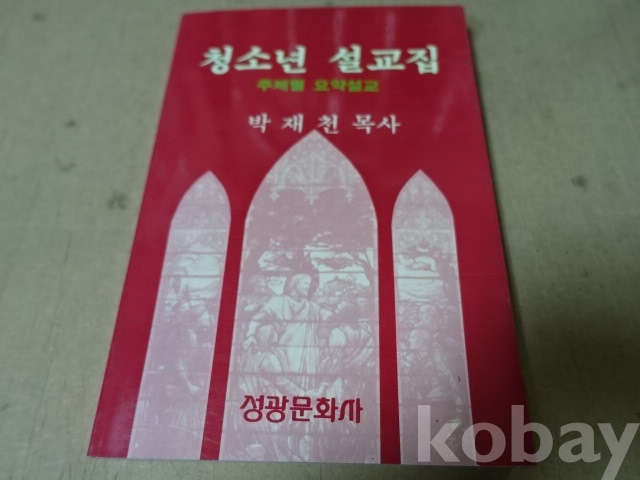 청소년 설교집
주제별 요약설교
박재천 목사
성광문화사
kobay